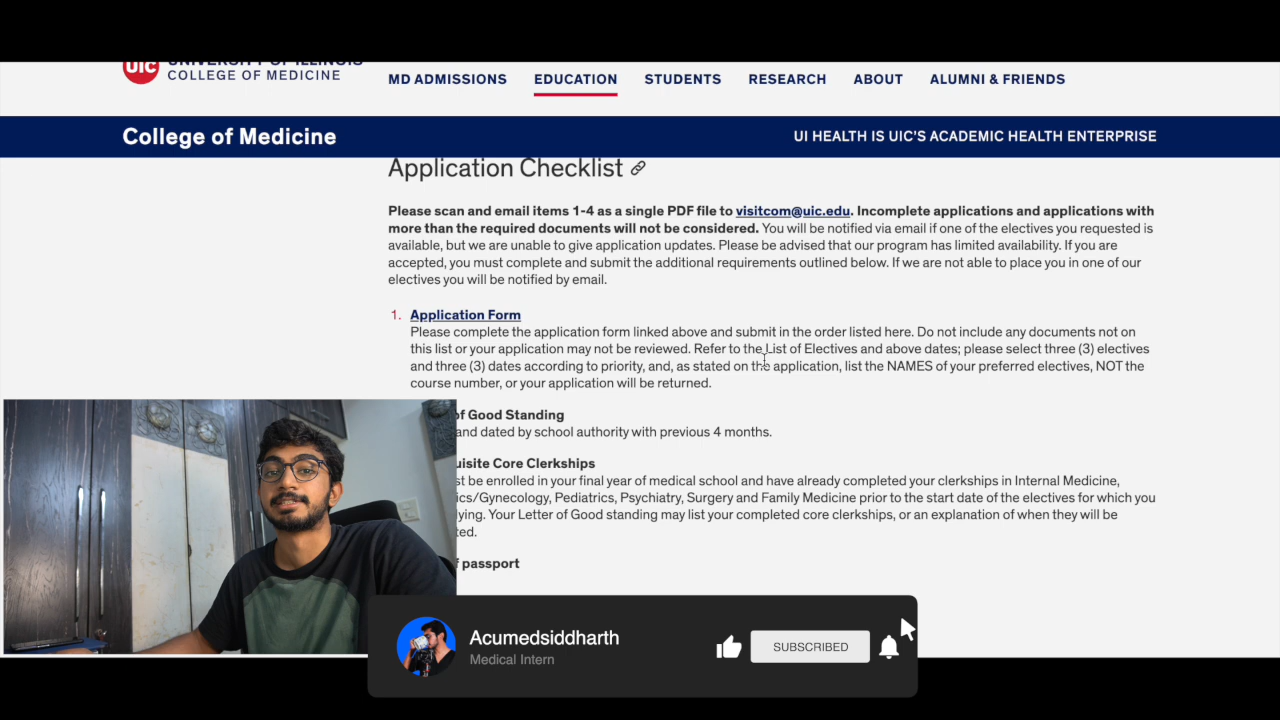 UIC
UNIVERSITY OF ILLINOIS
COLLEGE OF MEDICINE
MD ADMISSIONS EDUCATION STUDENTS RESEARCH ABOUT ALUMNI & FRIENDS
College of Medicine
UI HEALTH IS UIC'S ACADEMIC HEALTH ENTERPRISE
Application Checklist
Please scan and email items 1-4 as a single PDF file to visitcom@uic.edu. Incomplete applications and applications with
more than the required documents will not be considered. You will be notified via email if one of the electives you requested is
available, but we are unable to give application updates. Please be advised that our program has limited availability. If you are
accepted, you must complete and submit the additional requirements outlined below. If we are not able to place you in one of our
electives you will be notified by email.
1. Application Form
Please complete the application form linked above and submit in the order listed here. Do not include any documents not on
this list or your application may not be reviewed. Refer to the List of Electives and above dates; please select three (3) electives
and three (3) dates according to priority, and, as stated on the application, list the NAMES of your preferred electives, NOT the
course number, or your application will be returned.
of Good Standing
and dated by school authority with previous 4 months.
uisite Core Clerkships
st be enrolled in your final year of medical school and have already completed your clerkships in Internal Medicine,
ics/Gynecology, Pediatrics, Psychiatry, Surgery and Family Medicine prior to the start date of the electives for which you
lying. Your Letter of Good standing may list your completed core clerkships, or an explanation of when they will be
ted.
f passport
Acumedsiddharth
Medical Intern
SUBSCRIBED